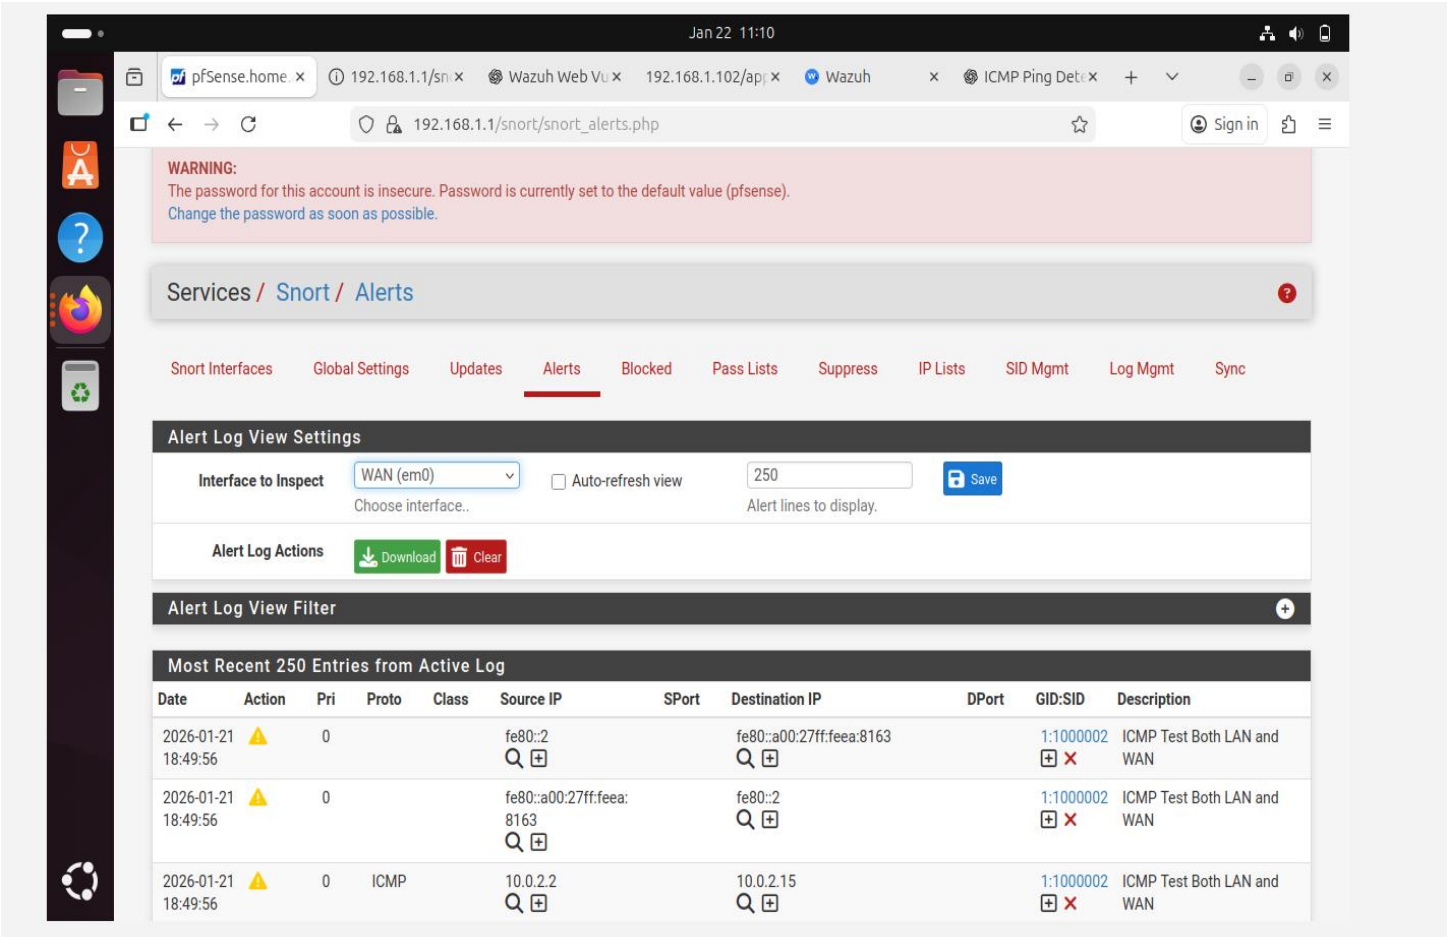 Jan 22 11:10
pfSense.home. 192.168.1.1/sn Wazuh Web Vu 192.168.1.102/ap Wazuh ICMP Ping Dete
192.168.1.1/snort/snort_alerts.php Sign in
WARNING:
The password for this account is insecure. Password is currently set to the default value (pfsense).
Change the password as soon as possible.
Services / Snort / Alerts
Snort Interfaces Global Settings Updates Alerts Blocked Pass Lists Suppress IP Lists SID Mgmt Log Mgmt Sync
Alert Log View Settings
Interface to Inspect WAN (em0) Auto-refresh view 250 Save
Choose interface.. Alert lines to display.
Alert Log Actions Download Clear
Alert Log View Filter
Most Recent 250 Entries from Active Log
Date Action Pri Proto Class Source IP SPort Destination IP DPort GID:SID Description
2026-01-21 0 fe80::2 fe80::a00:27ff:feea:8163 1:1000002 ICMP Test Both LAN and
18:49:56 WAN
2026-01-21 0 fe80::a00:27ff:feea: fe80::2 1:1000002 ICMP Test Both LAN and
18:49:56 8163 WAN
2026-01-21 0 ICMP 10.0.2.2 10.0.2.15 1:1000002 ICMP Test Both LAN and
18:49:56 WAN